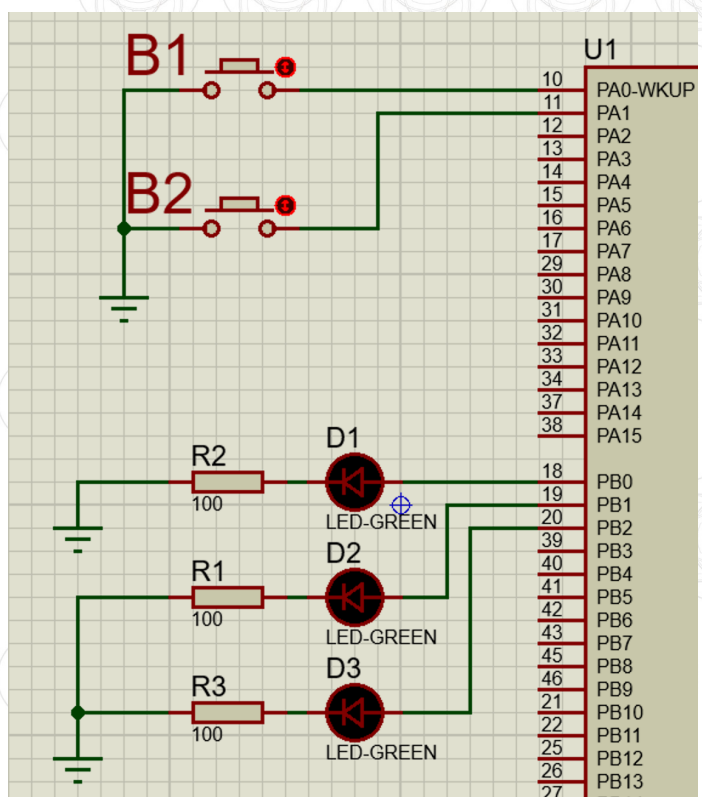 B1
B2
U1
10 PA0-WKUP
11 PA1
12 PA2
13 PA3
14 PA4
15 PA5
16 PA6
17 PA7
29 PA8
30 PA9
31 PA10
32 PA11
33 PA12
34 PA13
37 PA14
38 PA15
18 PB0
19 PB1
20 PB2
39 PB3
40 PB4
41 PB5
42 PB6
43 PB7
45 PB8
46 PB9
21 PB10
22 PB11
25 PB12
26 PB13
27
R2
100
D1
LED-GREEN
R1
100
D2
LED-GREEN
R3
100
D3
LED-GREEN